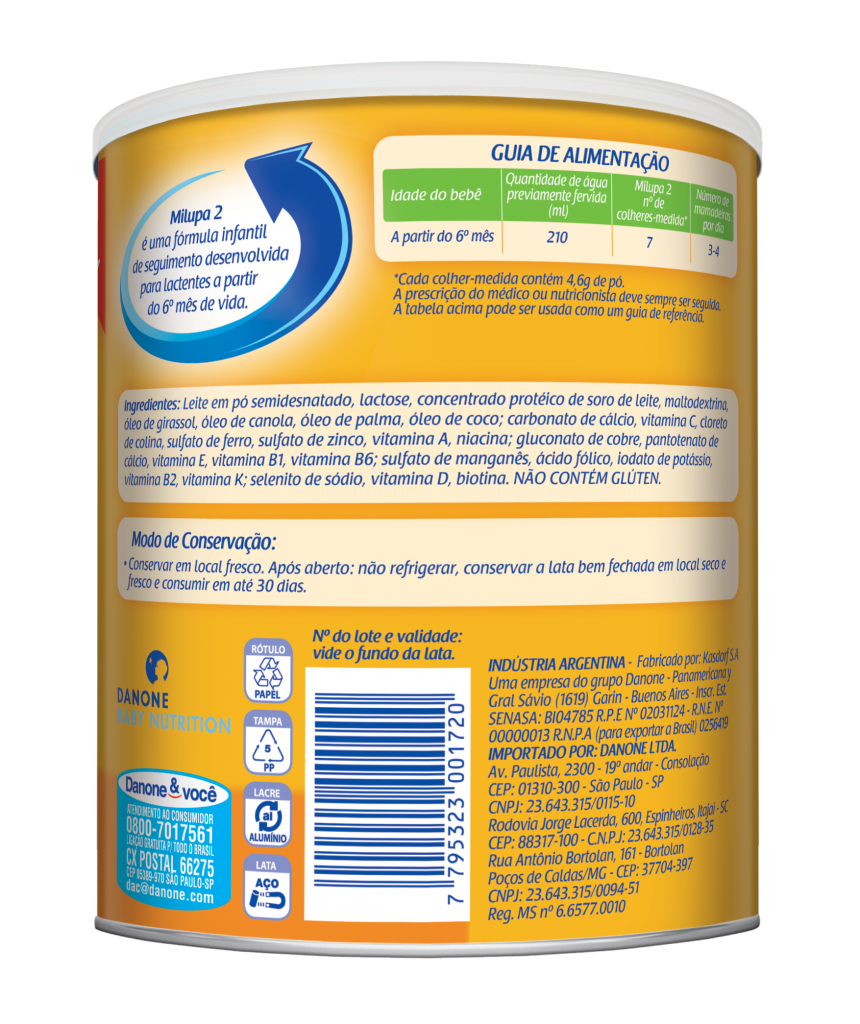 Milupa 2
é uma fórmula infantil
de seguimento desenvolvida
para lactentes a partir
do 6º mês de vida.
GUIA DE ALIMENTAÇÃO
Idade do bebê
Quantidade de água
previamente fervida
(ml)
Milupa 2
nº de
colheres-medida*
Número de
mamadeiras
por dia
A partir do 6º mês 210 7 3-4
*Cada colher-medida contém 4,6g de pó.
A prescrição do médico ou nutricionista deve sempre ser seguida.
A tabela acima pode ser usada como um guia de referência.
Ingredientes: Leite em pó semidesnatado, lactose, concentrado protéico de soro de leite, maltodextrina,
óleo de girassol, óleo de canola, óleo de palma, óleo de coco; carbonato de cálcio, vitamina C, cloreto
de colina, sulfato de ferro, sulfato de zinco, vitamina A, niacina; gluconato de cobre, pantotenato de
cálcio, vitamina E, vitamina B1, vitamina B6; sulfato de manganês, ácido fólico, iodato de potássio,
vitamina B2, vitamina K; selenito de sódio, vitamina D, biotina. NÃO CONTÉM GLÚTEN.
Modo de Conservação:
• Conservar em local fresco. Após aberto: não refrigerar, conservar a lata bem fechada em local seco e
fresco e consumir em até 30 dias.
DANONE
BABY NUTRITION
Danone & você
ATENDIMENTO AO CONSUMIDOR
0800-7017561
LIGAÇÃO GRATUITA P/ TODO O BRASIL
CX POSTAL 66275
CEP 05389-970 SÃO PAULO-SP
dac@danone.com
RÓTULO
PAPEL
TAMPA
5
PP
LACRE
al
ALUMÍNIO
LATA
AÇO
Nº do lote e validade:
vide o fundo da lata.
7 795323 001720
INDÚSTRIA ARGENTINA - Fabricado por: Kasdorf S.A
Uma empresa do grupo Danone - Panamericana y
Gral Sávio (1619) Garin - Buenos Aires - Inscr. Est.
SENASA: BI04785 R.P.E Nº 02031124 - R.N.E. Nº
00000013 R.N.P.A (para exportar a Brasil) 0256419
IMPORTADO POR: DANONE LTDA.
Av. Paulista, 2300 - 19º andar - Consolação
CEP: 01310-300 - São Paulo - SP
CNPJ: 23.643.315/0115-10
Rodovia Jorge Lacerda, 600, Espinheiros, Itajai - SC
CEP: 88317-100 - C.N.P.J: 23.643.315/0128-35
Rua Antônio Bortolan, 161 - Bortolan
Poços de Caldas/MG - CEP: 37704-397
CNPJ: 23.643.315/0094-51
Reg. MS nº 6.6577.0010